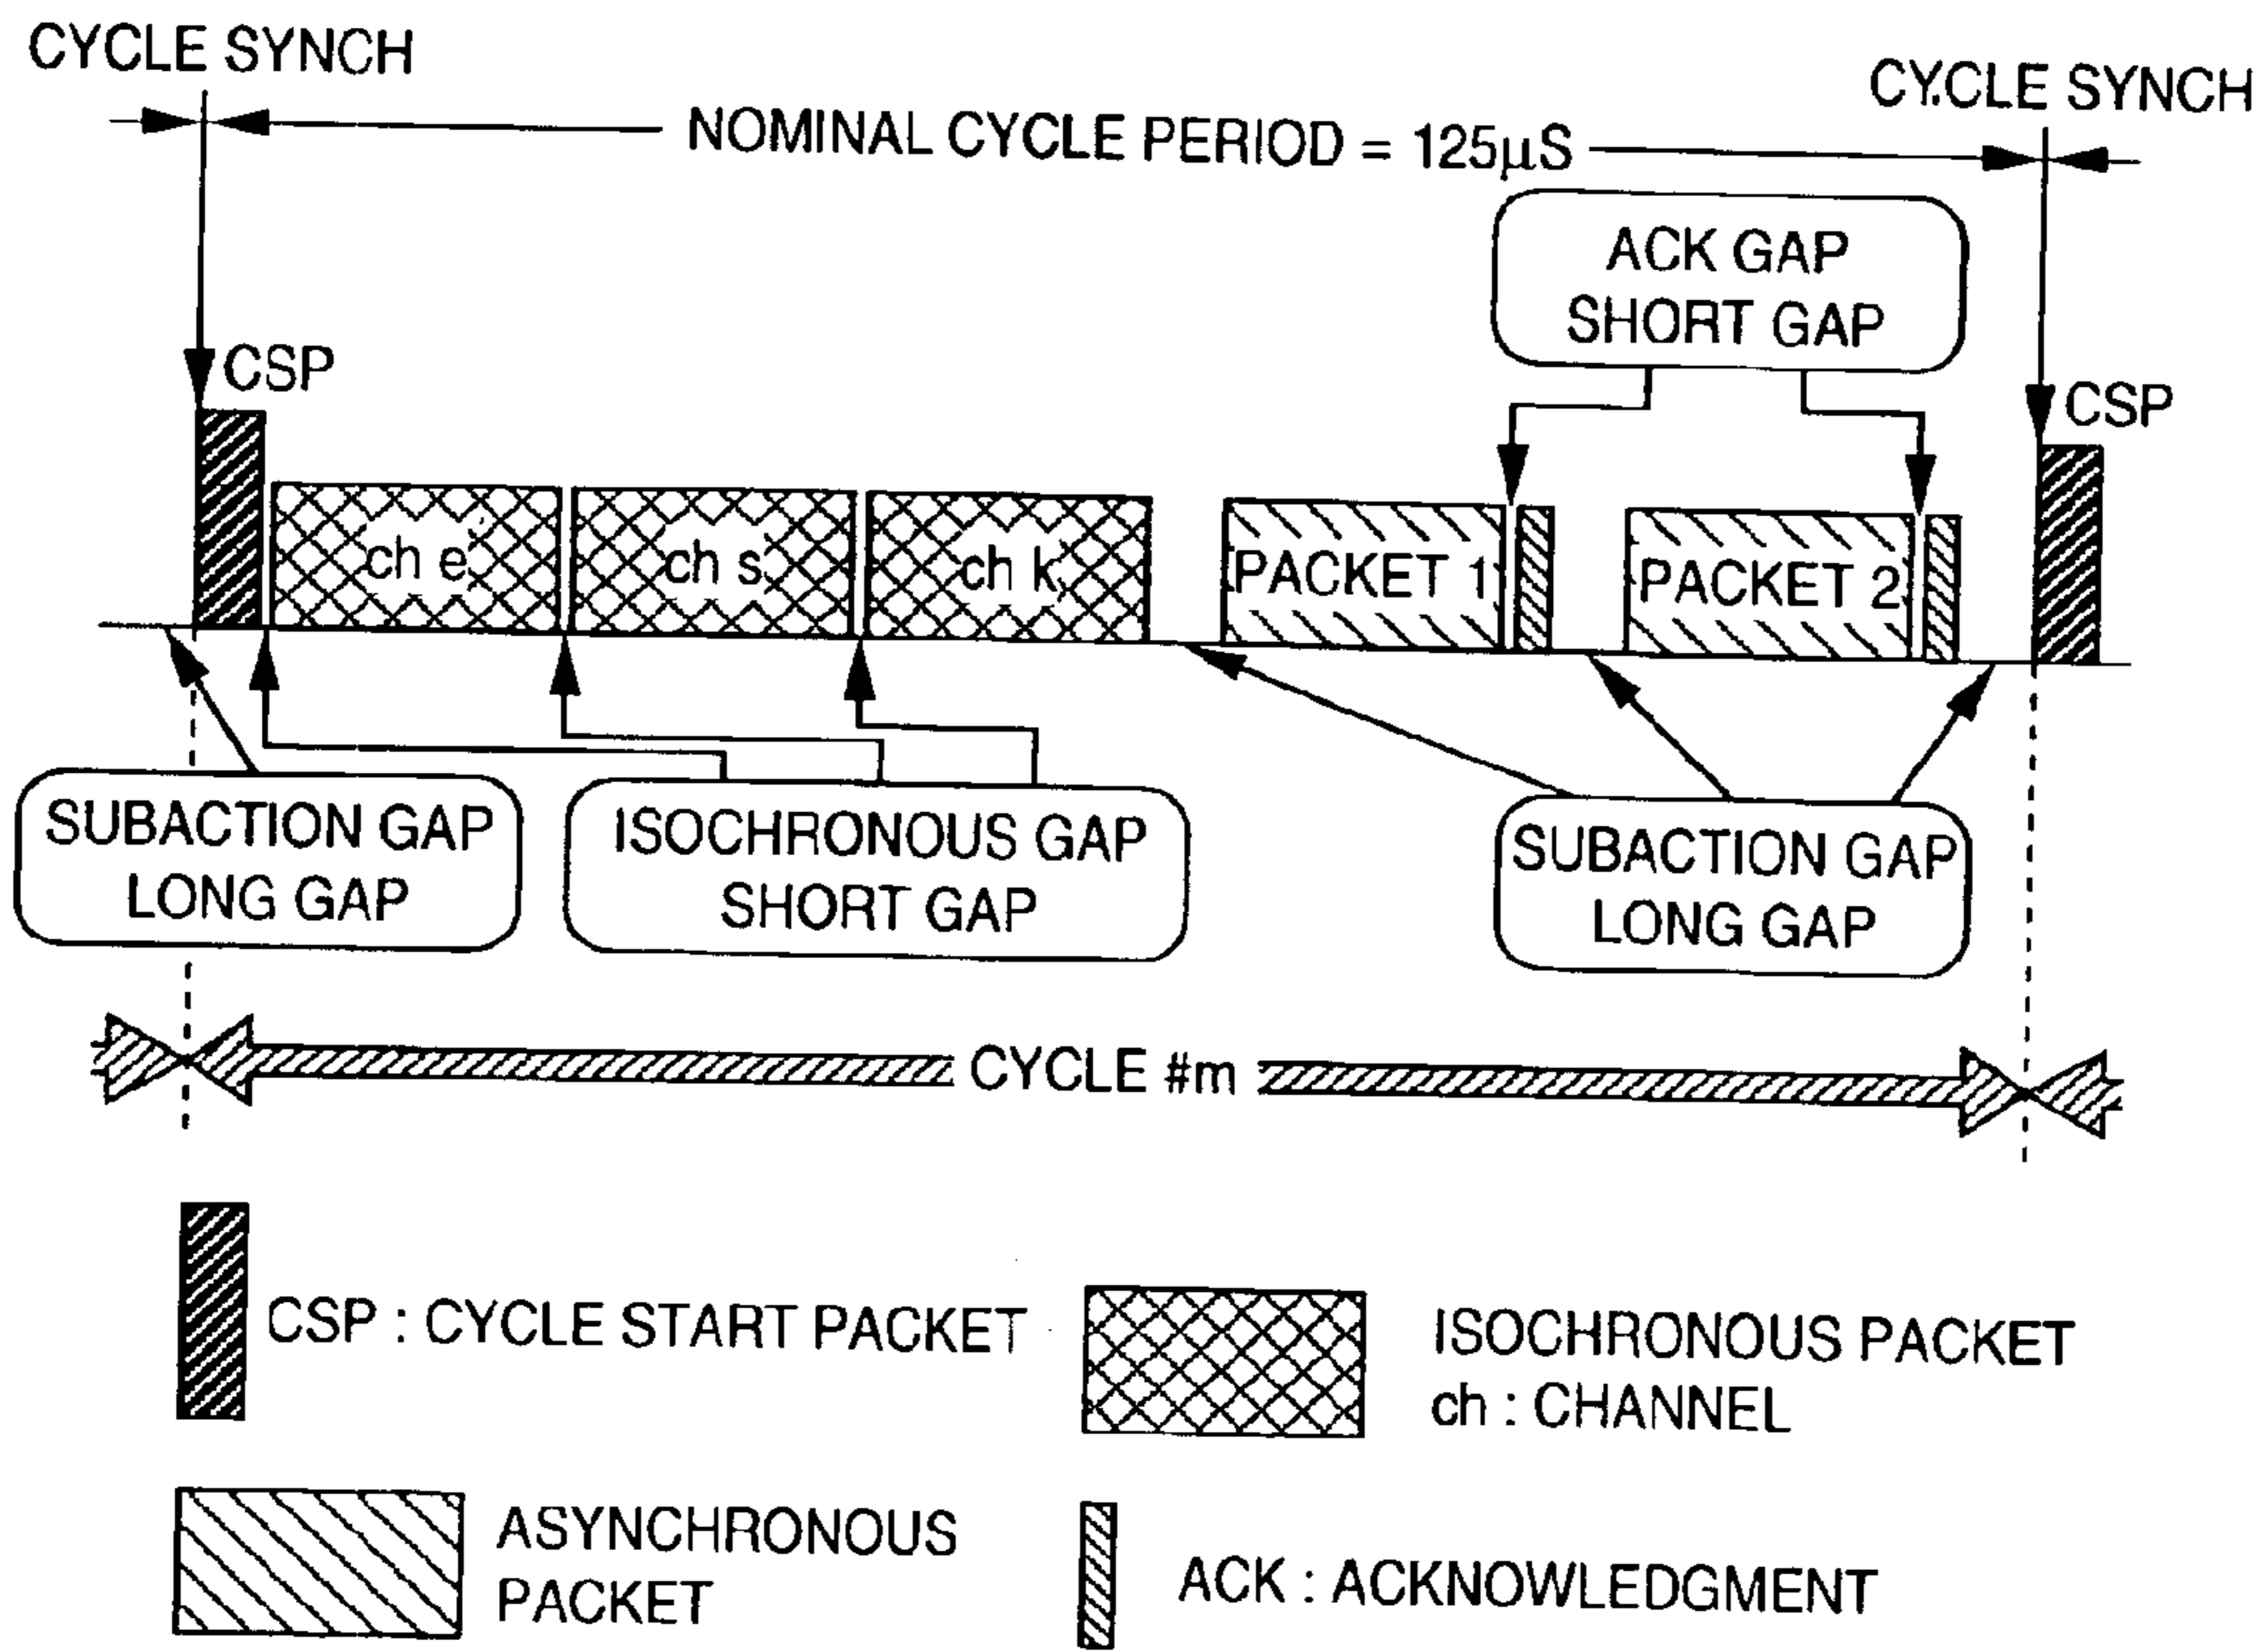 CYCLE SYNCH
CYCLE SYNCH
NOMINAL CYCLE PERIOD = 125µS
ACK GAP
SHORT GAP
CSP
CSP
ch e
ch s
ch k
PACKET 1
PACKET 2
SUBACTION GAP
LONG GAP
ISOCHRONOUS GAP
SHORT GAP
SUBACTION GAP
LONG GAP
CYCLE #m
CSP : CYCLE START PACKET
ISOCHRONOUS PACKET
ch : CHANNEL
ASYNCHRONOUS
PACKET
ACK : ACKNOWLEDGMENT